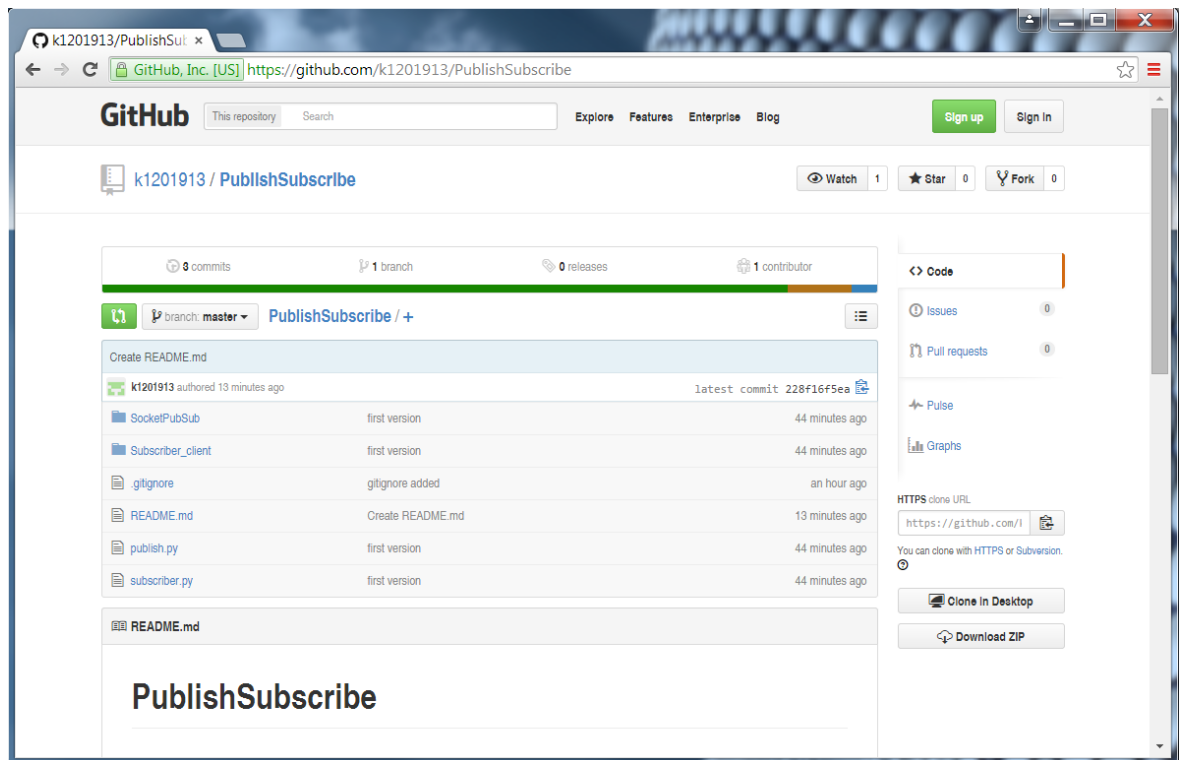 k1201913/PublishSub
GitHub, Inc. [US] https://github.com/k1201913/PublishSubscribe
GitHub This repository Search Explore Features Enterprise Blog Sign up Sign in
k1201913 / PublishSubscribe Watch 1 Star 0 Fork 0
3 commits 1 branch 0 releases 1 contributor
branch: master PublishSubscribe / +
Create README.md
k1201913 authored 13 minutes ago latest commit 228f16f5ea
SocketPubSub first version 44 minutes ago
Subscriber_client first version 44 minutes ago
.gitignore gitignore added an hour ago
README.md Create README.md 13 minutes ago
publish.py first version 44 minutes ago
subscriber.py first version 44 minutes ago
README.md
PublishSubscribe
Code
Issues 0
Pull requests 0
Pulse
Graphs
HTTPS clone URL
https://github.com/
You can clone with HTTPS or Subversion.
Clone in Desktop
Download ZIP